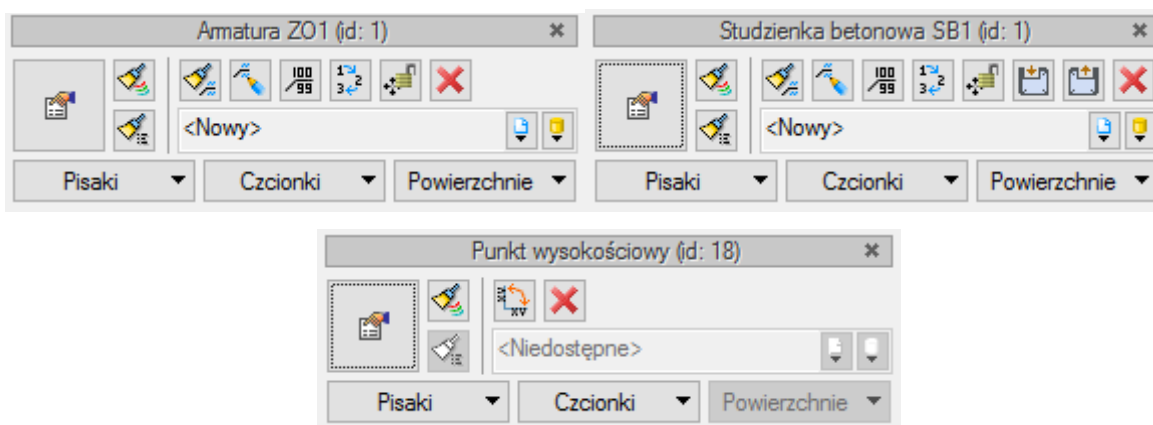 Armatura ZO1 (id: 1)
<Nowy>
Pisaki
Czcionki
Powierzchnie
Studzienka betonowa SB1 (id: 1)
<Nowy>
Pisaki
Czcionki
Powierzchnie
Punkt wysokościowy (id: 18)
<Niedostępne>
Pisaki
Czcionki
Powierzchnie